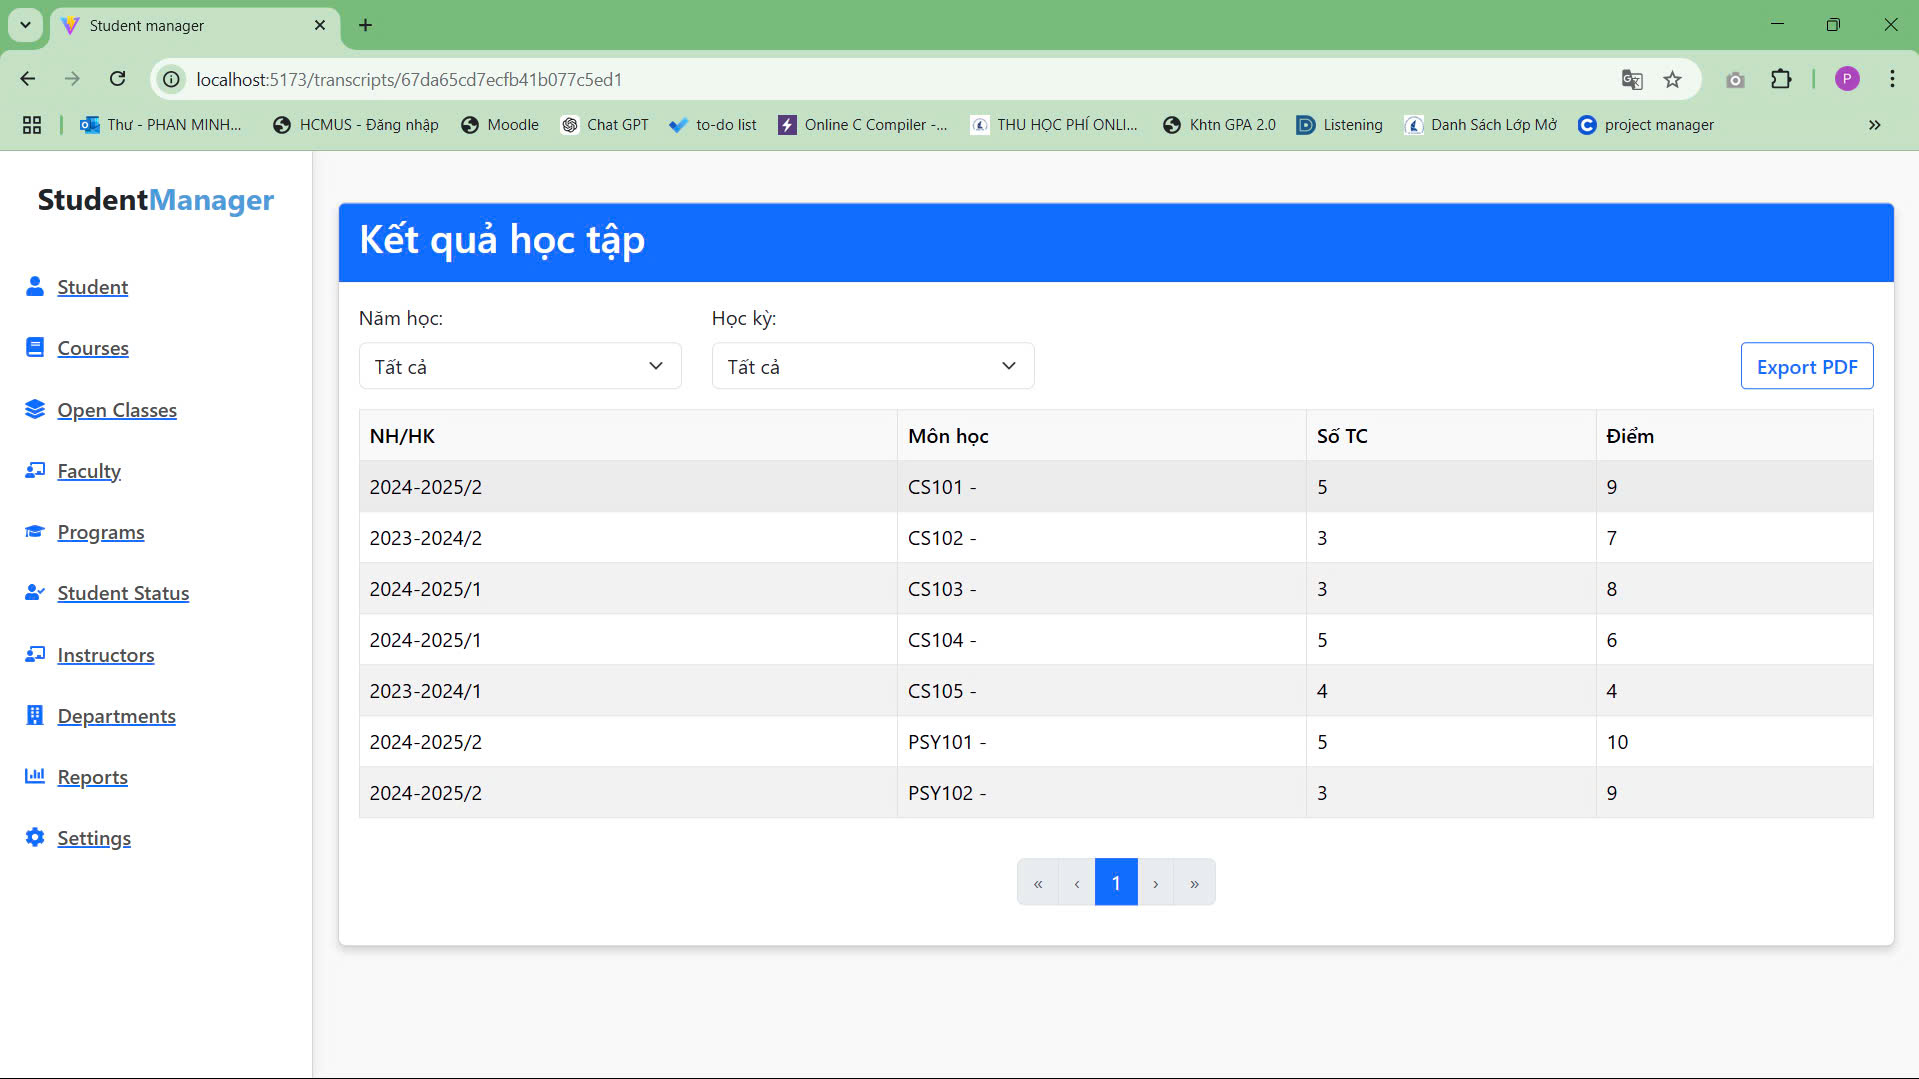 Student manager
localhost:5173/transcripts/67da65cd7ecfb41b077c5ed1
P
Thư - PHAN MINH...
HCMUS - Đăng nhập
Moodle
Chat GPT
to-do list
Online C Compiler -...
THU HỌC PHÍ ONLI...
Khtn GPA 2.0
Listening
Danh Sách Lớp Mở
project manager
StudentManager
Student
Courses
Open Classes
Faculty
Programs
Student Status
Instructors
Departments
Reports
Settings
Kết quả học tập
Năm học: Học kỳ:
Tất cả Tất cả Export PDF
NH/HK Môn học Số TC Điểm
2024-2025/2 CS101 - 5 9
2023-2024/2 CS102 - 3 7
2024-2025/1 CS103 - 3 8
2024-2025/1 CS104 - 5 6
2023-2024/1 CS105 - 4 4
2024-2025/2 PSY101 - 5 10
2024-2025/2 PSY102 - 3 9
« ‹ 1 › »